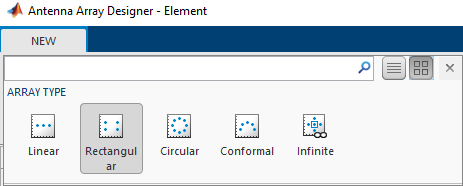 Antenna Array Designer - Element
NEW
ARRAY TYPE
Linear
Rectangul
ar
Circular
Conformal
Infinite